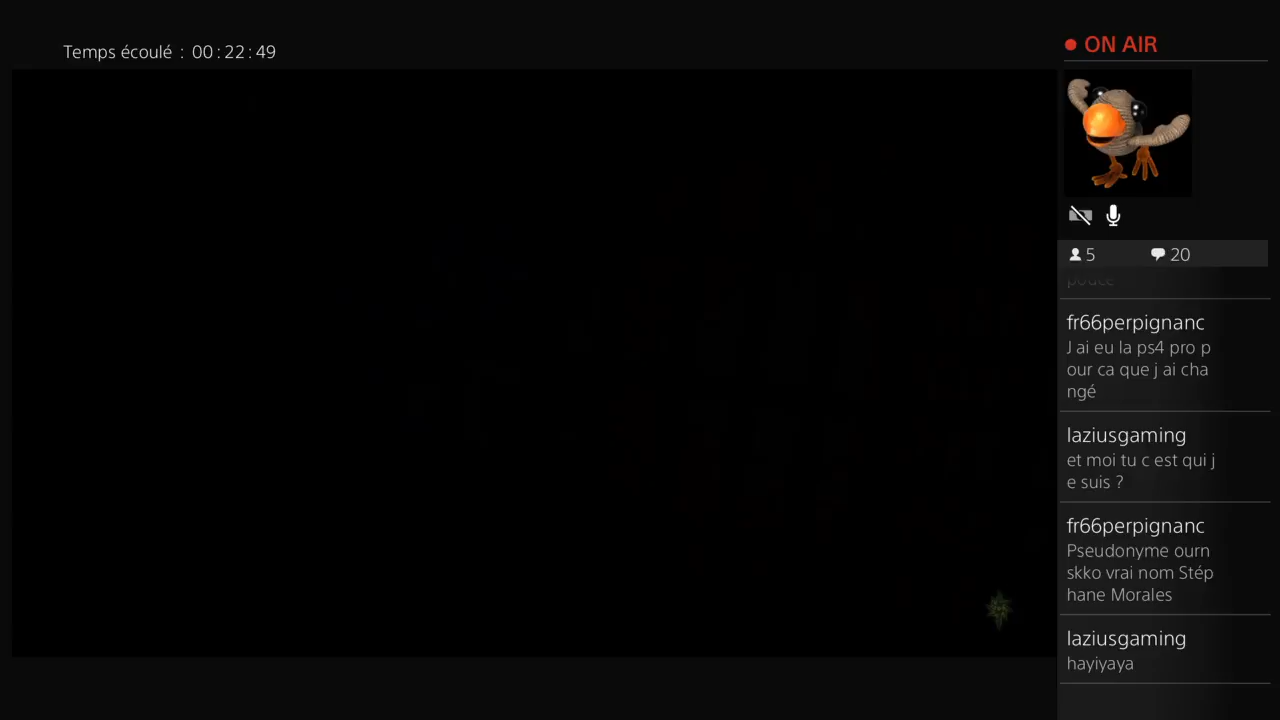 Temps écoulé : 00:22:49
ON AIR
5 20
pouce
fr66perpignanc
J ai eu la ps4 pro p
our ca que j ai cha
ngé
laziusgaming
et moi tu c est qui j
e suis ?
fr66perpignanc
Pseudonyme ourn
skko vrai nom Stép
hane Morales
laziusgaming
hayiyaya